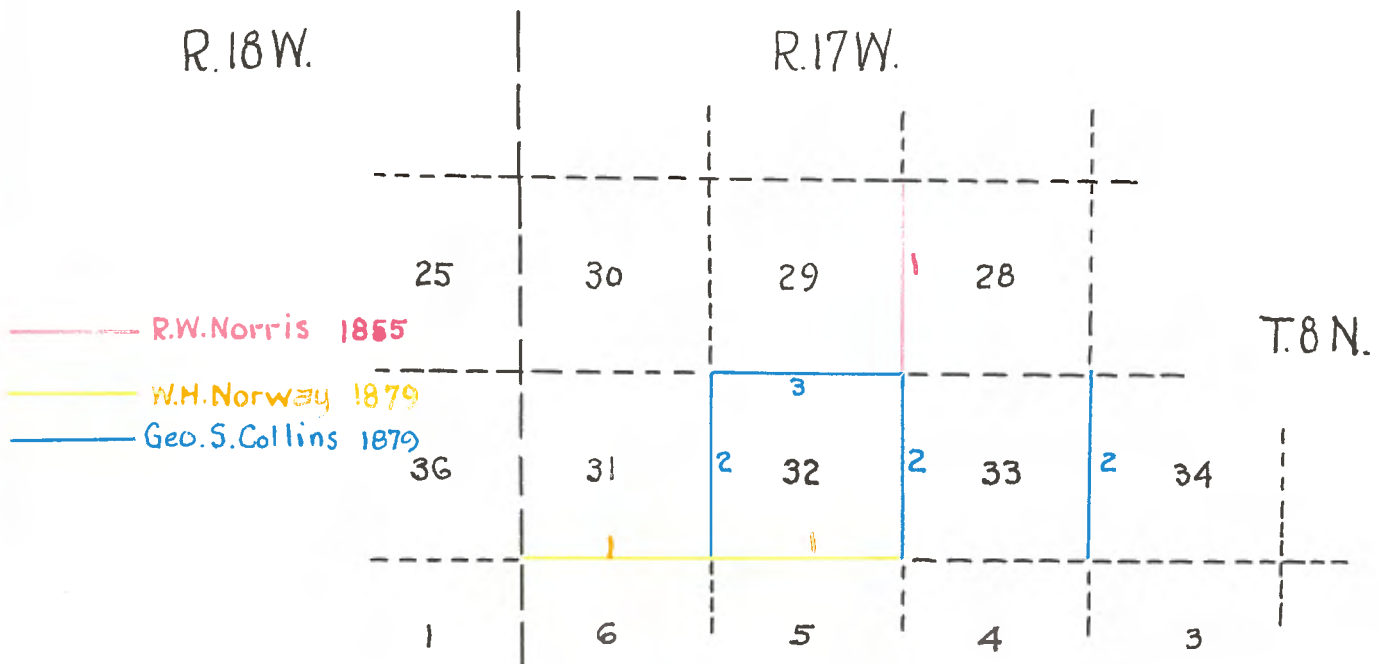 R.18W. R.17W.
25 30 29 1 28
R.W.Norris 1855
T.8N.
W.H.Norway 1879
3
Geo.S.Collins 1879
36 31 2 32 2 33 2 34
1 1
1 6 5 4 3